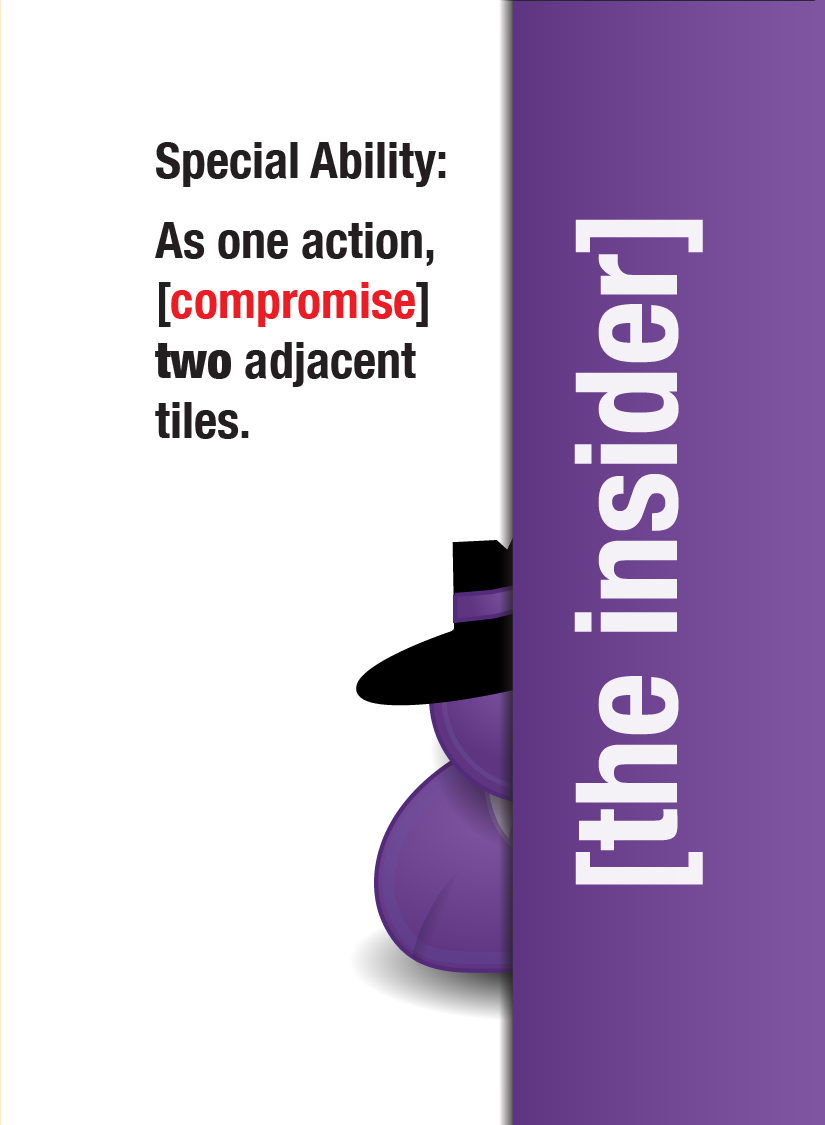 Special Ability:
As one action,
[compromise]
two adjacent
tiles.
[the insider]